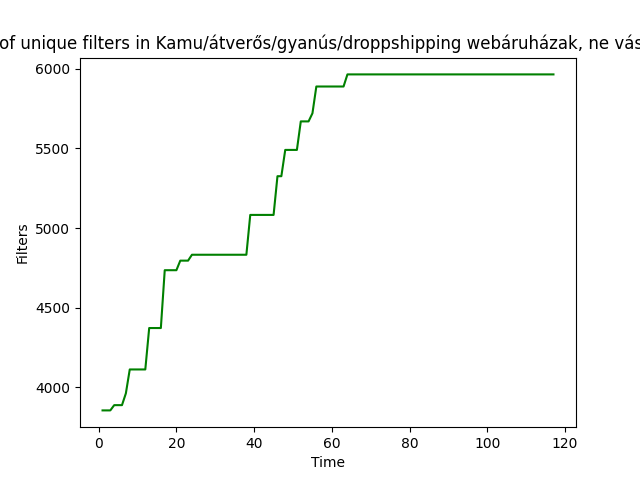 of unique filters in Kamu/átverős/gyanús/droppshipping webáruházak, ne vás
6000
5500
5000
4500
4000
Filters
0 20 40 60 80 100 120
Time